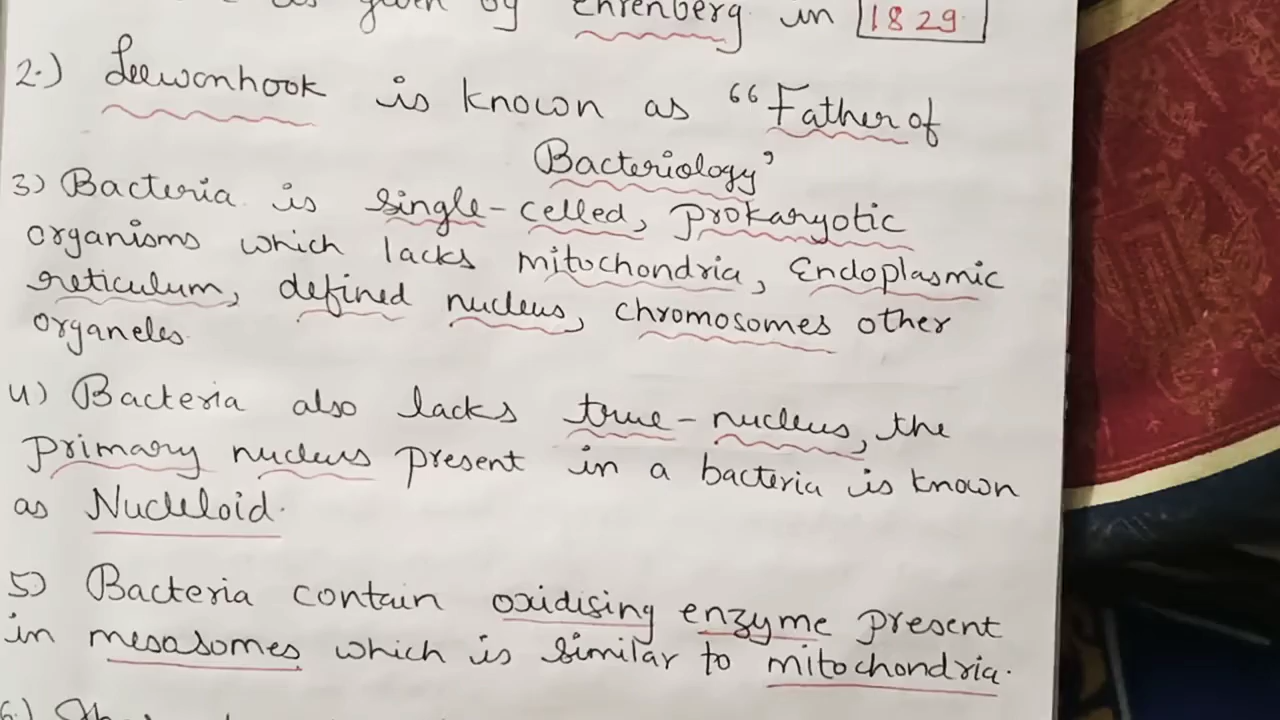 given by Ehrenberg in 1829.
2.) Leewonhook is known as "Father of
Bacteriology'
3) Bacteria is single-celled, prokaryotic
organisms which lacks mitochondria, Endoplasmic
reticulum, defined nucleus, chromosomes other
organeles.
4) Bacteria also lacks true-nucleus, the
primary nucleus present in a bacteria is known
as Nucleloid.
5) Bacteria contain oxidising enzyme present
in mesasomes which is similar to mitochondria.
6.)